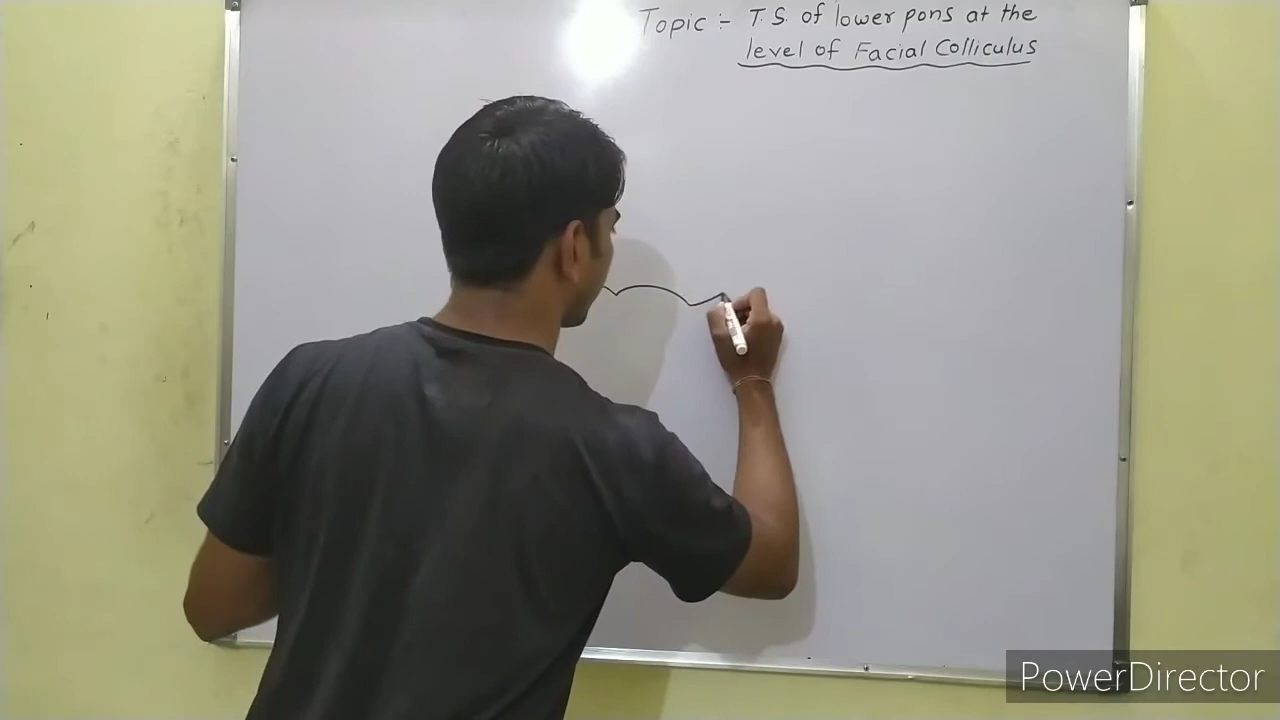 Topic :- T.S. of lower pons at the
level of Facial Colliculus
PowerDirector